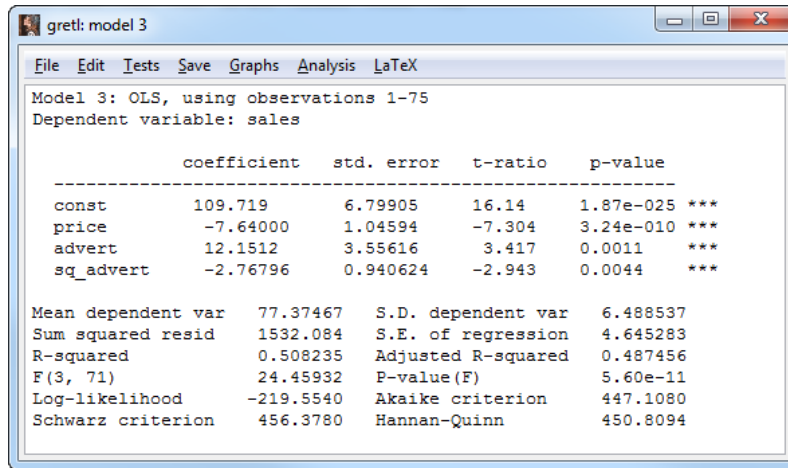 gretl: model 3
File Edit Tests Save Graphs Analysis LaTeX
Model 3: OLS, using observations 1-75
Dependent variable: sales
coefficient std. error t-ratio p-value
-----------------------------------------------------------
const 109.719 6.79905 16.14 1.87e-025 ***
price -7.64000 1.04594 -7.304 3.24e-010 ***
advert 12.1512 3.55616 3.417 0.0011 ***
sq_advert -2.76796 0.940624 -2.943 0.0044 ***
Mean dependent var 77.37467 S.D. dependent var 6.488537
Sum squared resid 1532.084 S.E. of regression 4.645283
R-squared 0.508235 Adjusted R-squared 0.487456
F(3, 71) 24.45932 P-value(F) 5.60e-11
Log-likelihood -219.5540 Akaike criterion 447.1080
Schwarz criterion 456.3780 Hannan-Quinn 450.8094